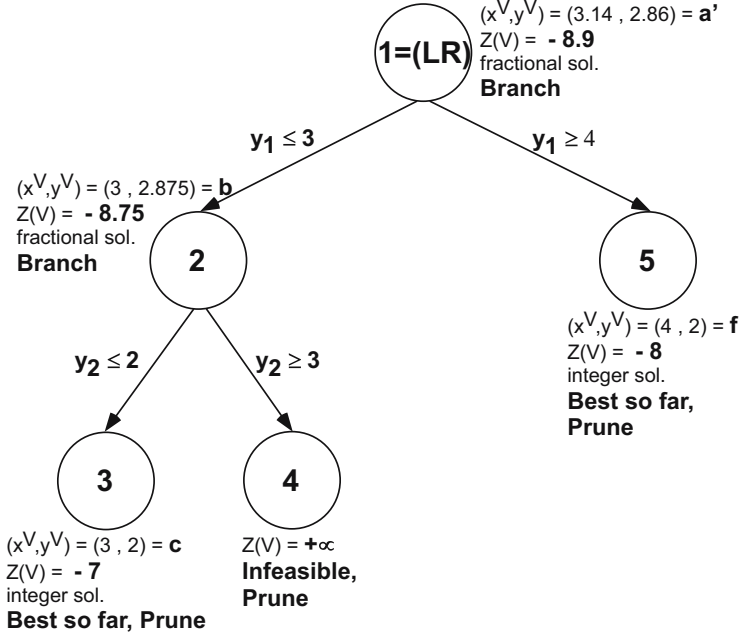 (x^V,y^V) = (3.14 , 2.86) = a'
1=(LR)
Z(V) = - 8.9
fractional sol.
Branch
y1 ≤ 3
y1 ≥ 4
(x^V,y^V) = (3 , 2.875) = b
Z(V) = - 8.75
fractional sol.
Branch
2
5
(x^V,y^V) = (4 , 2) = f
Z(V) = - 8
integer sol.
Best so far,
Prune
y2 ≤ 2
y2 ≥ 3
3
4
(x^V,y^V) = (3 , 2) = c
Z(V) = - 7
integer sol.
Best so far, Prune
Z(V) = +∝
Infeasible,
Prune